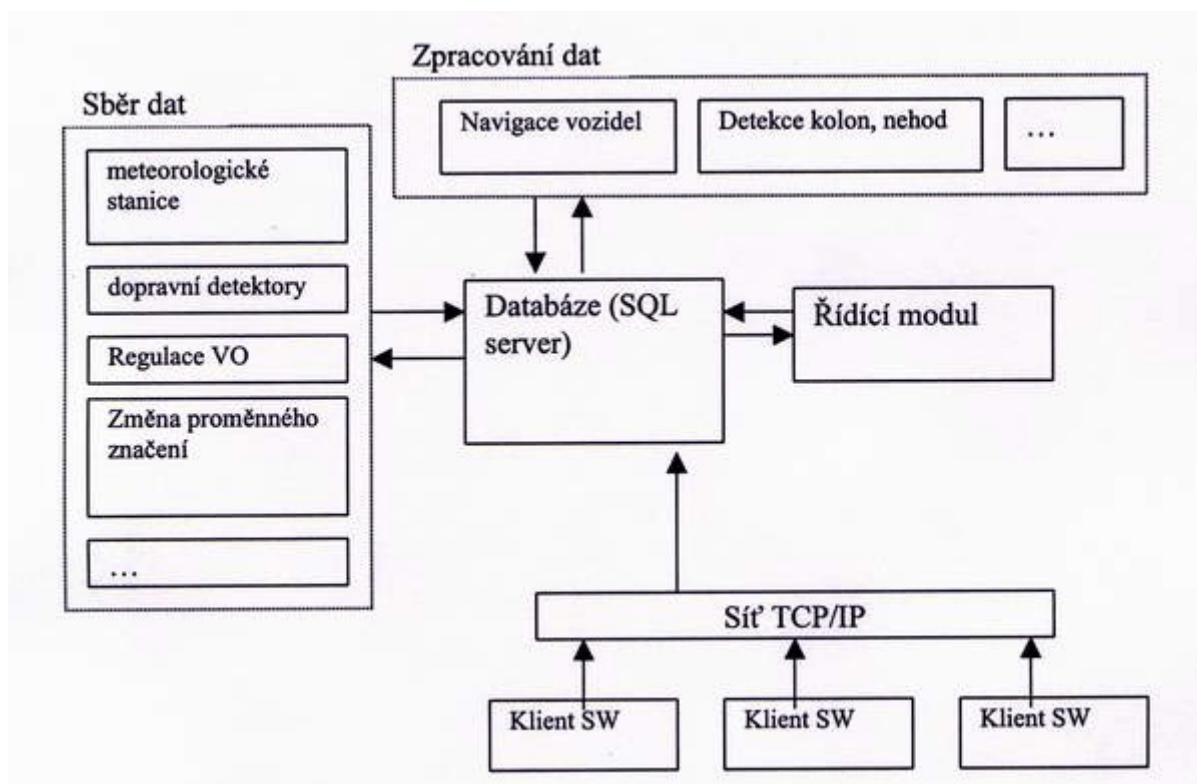 Zpracování dat
Navigace vozidel
Detekce kolon, nehod
...
Sběr dat
meteorologické
stanice
dopravní detektory
Regulace VO
Změna proměnného
značení
...
Databáze (SQL
server)
Řídící modul
Síť TCP/IP
Klient SW
Klient SW
Klient SW